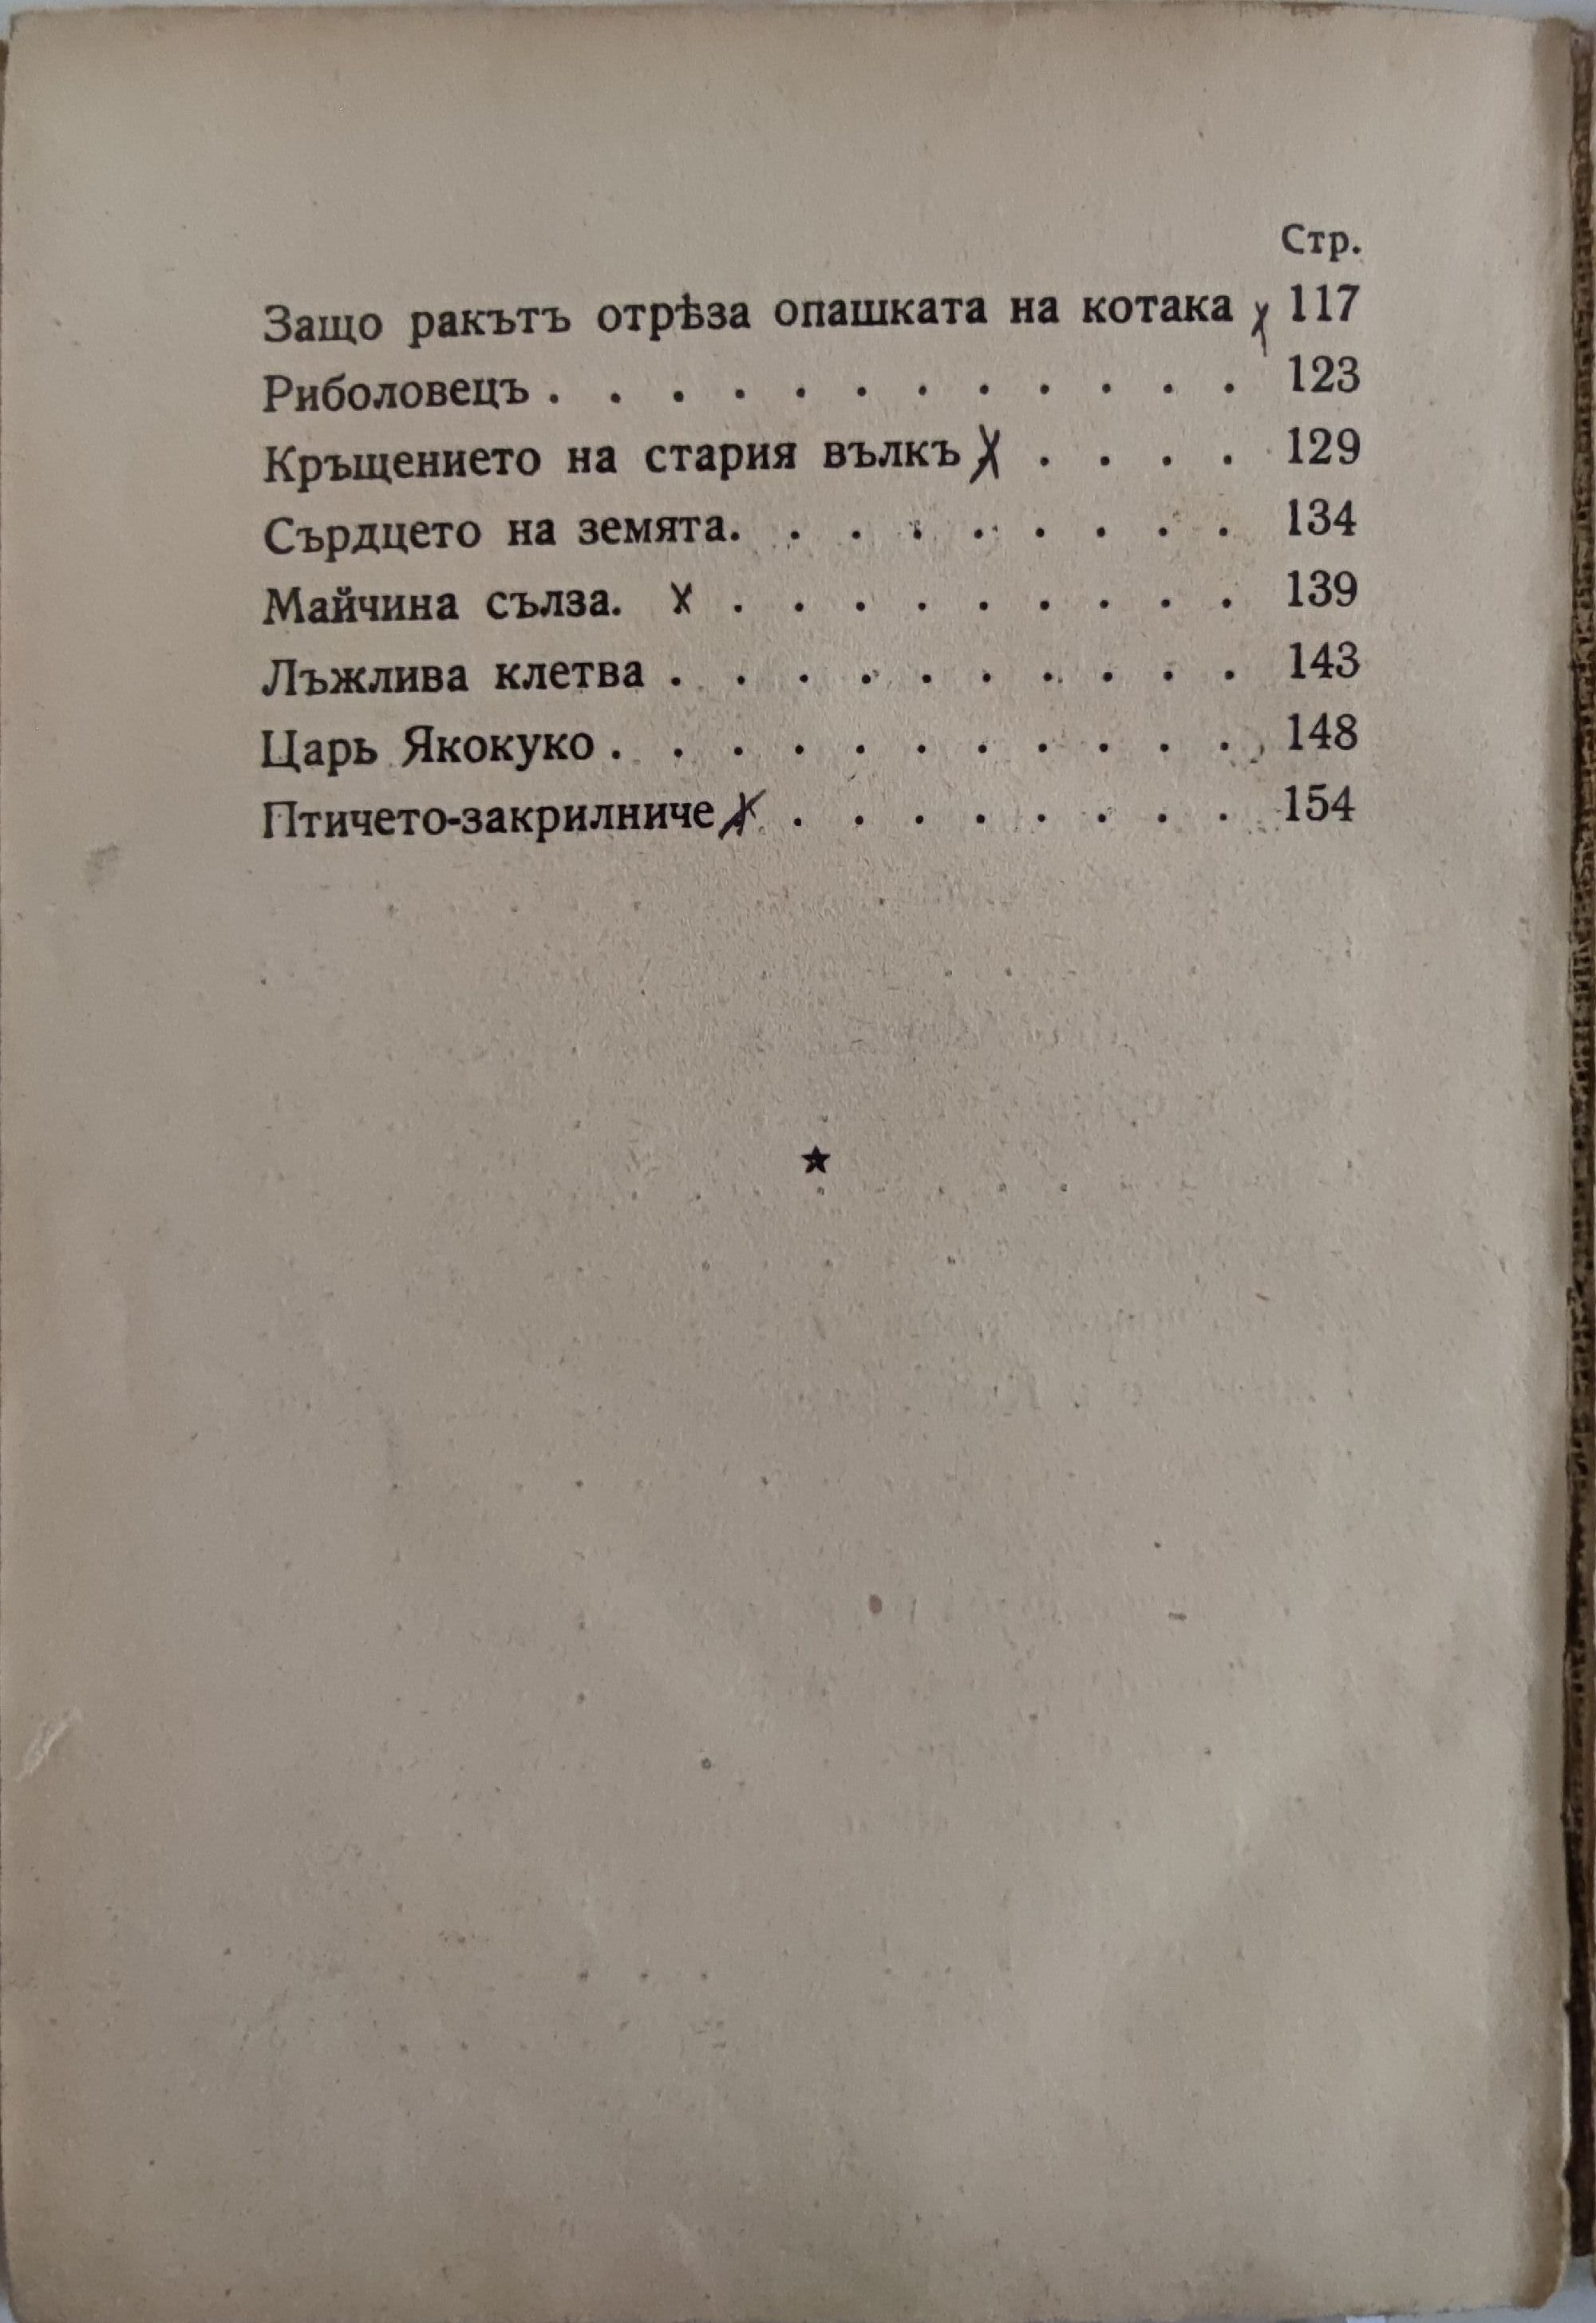 Стр.
Защо ракътъ отрѣза опашката на котака x 117
Риболовецъ . . . . . . . . . . . . 123
Кръщението на стария вълкъ x . . . . 129
Сърдцето на земята. . . . . . . . . 134
Майчина сълза. x . . . . . . . . . 139
Лъжлива клетва . . . . . . . . . . 143
Царь Якокуко . . . . . . . . . . . 148
Птичето-закрилниче x . . . . . . . . 154
★